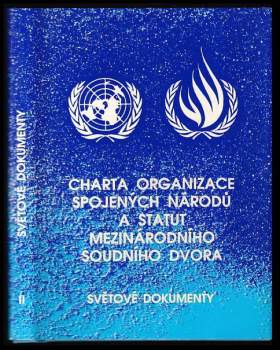 CHARTA ORGANIZACE
SPOJENÝCH NÁRODŮ
A STATUT
MEZINÁRODNÍHO
SOUDNÍHO DVORA
SVĚTOVÉ DOKUMENTY
SVĚTOVÉ DOKUMENTY
II